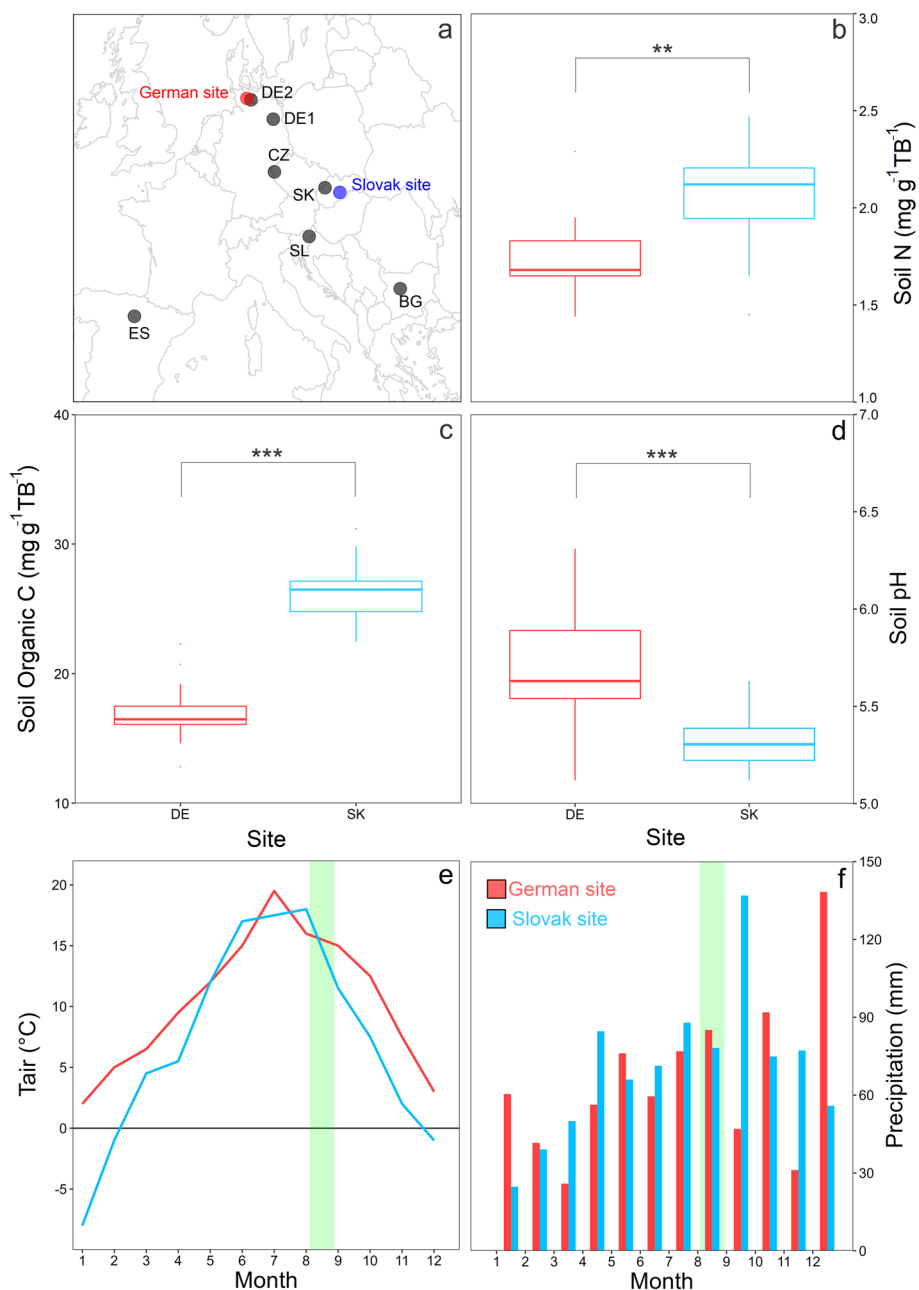 a
German site
DE2
DE1
CZ
SK
Slovak site
SL
BG
ES
b
**
3.0
2.5
2.0
1.5
1.0
Soil N (mg g-1TB-1)
c
***
40
30
20
10
Soil Organic C (mg g-1TB-1)
DE
SK
Site
d
***
7.0
6.5
6.0
5.5
5.0
Soil pH
DE
SK
Site
e
20
15
10
5
0
-5
Tair (°C)
1 2 3 4 5 6 7 8 9 10 11 12
Month
f
German site
Slovak site
150
120
90
60
30
0
Precipitation (mm)
1 2 3 4 5 6 7 8 9 10 11 12
Month